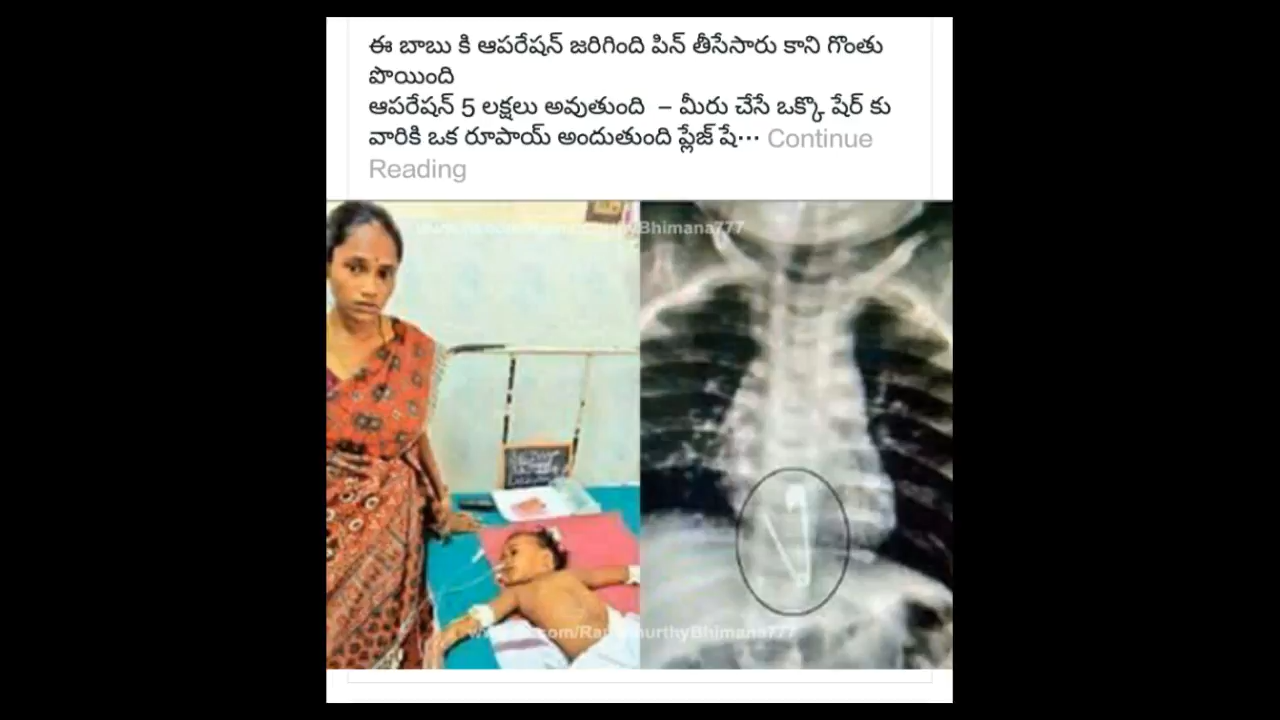 ఈ బాబు కి ఆపరేషన్ జరిగింది పిన్ తీసేసారు కాని గొంతు
పొయింది
ఆపరేషన్ 5 లక్షలు అవుతుంది – మీరు చేసే ఒక్కొ షేర్ కు
వారికి ఒక రూపాయ్ అందుతుంది ప్లేజ్ షే... Continue
Reading